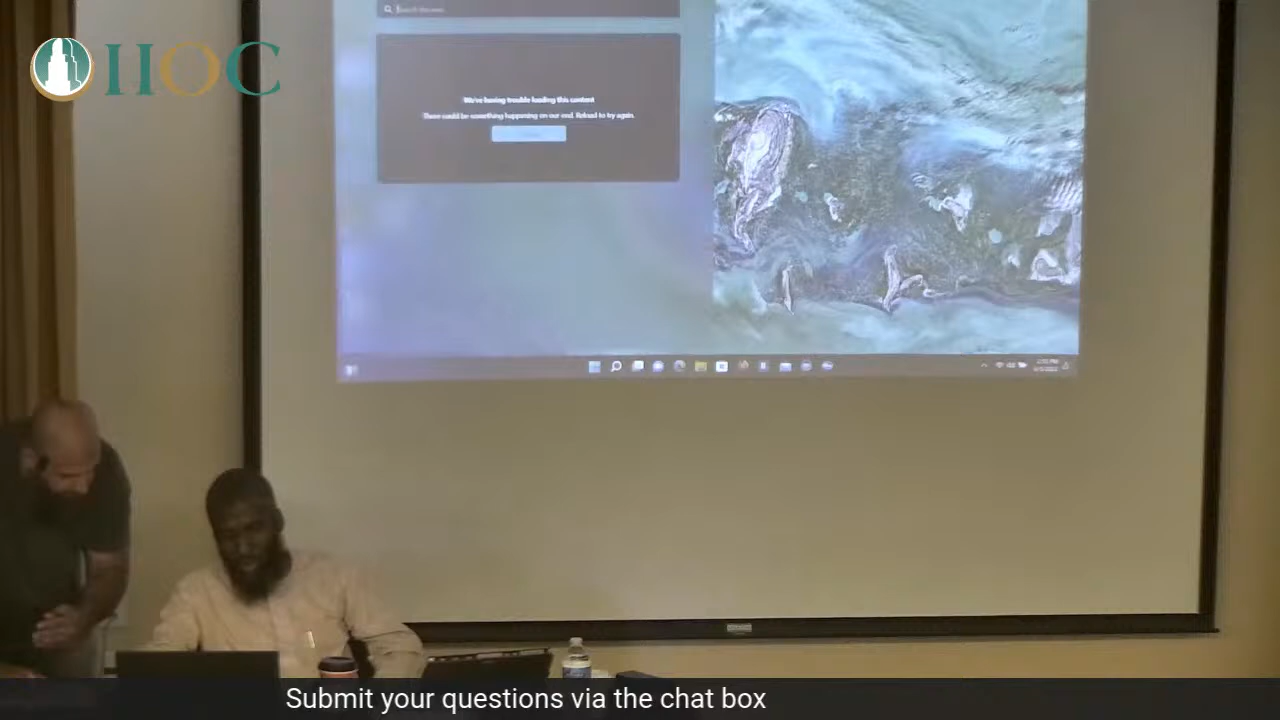 IIOC
We're having trouble loading this content
There could be something happening on our end. Reload to try again.
Submit your questions via the chat box